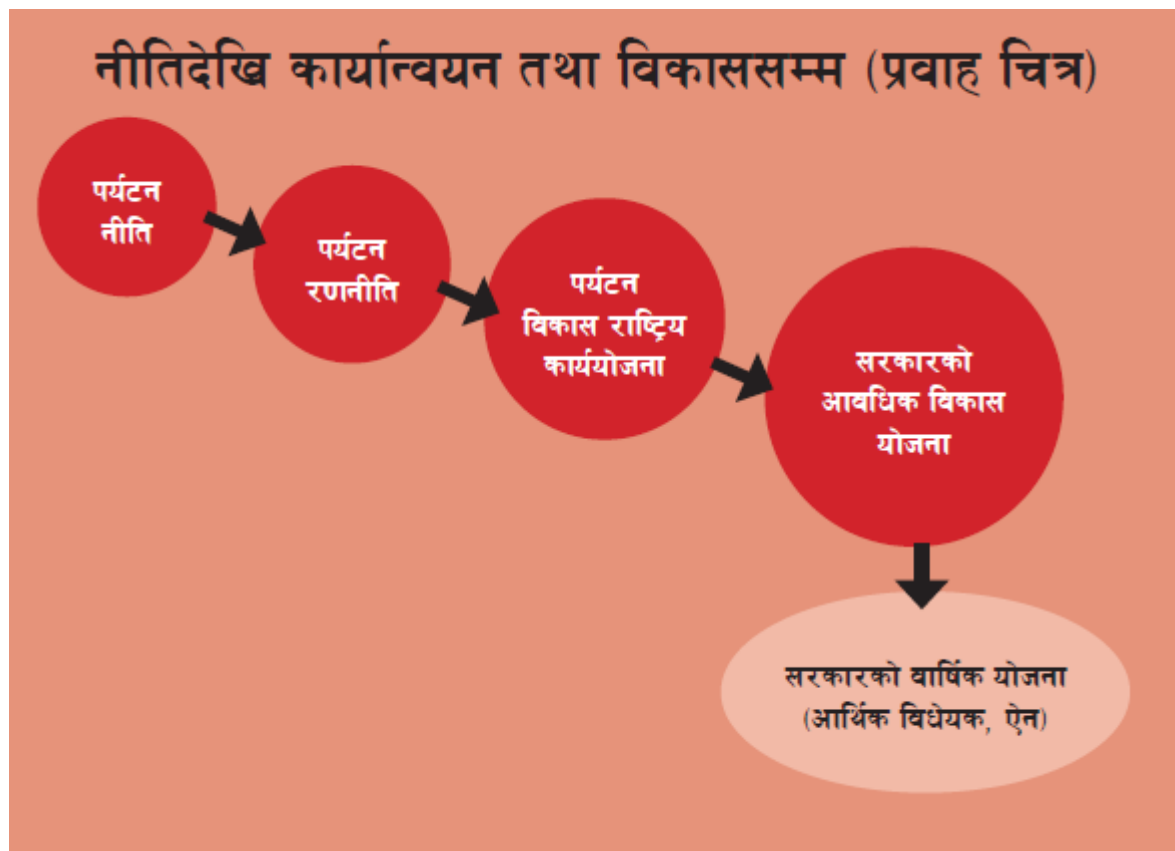 नीतिदेखि कार्यान्वयन तथा विकाससम्म (प्रवाह चित्र)
पर्यटन
नीति
पर्यटन
रणनीति
पर्यटन
विकास राष्ट्रिय
कार्ययोजना
सरकारको
आवधिक विकास
योजना
सरकारको वार्षिक योजना
(आर्थिक विधेयक, ऐन)